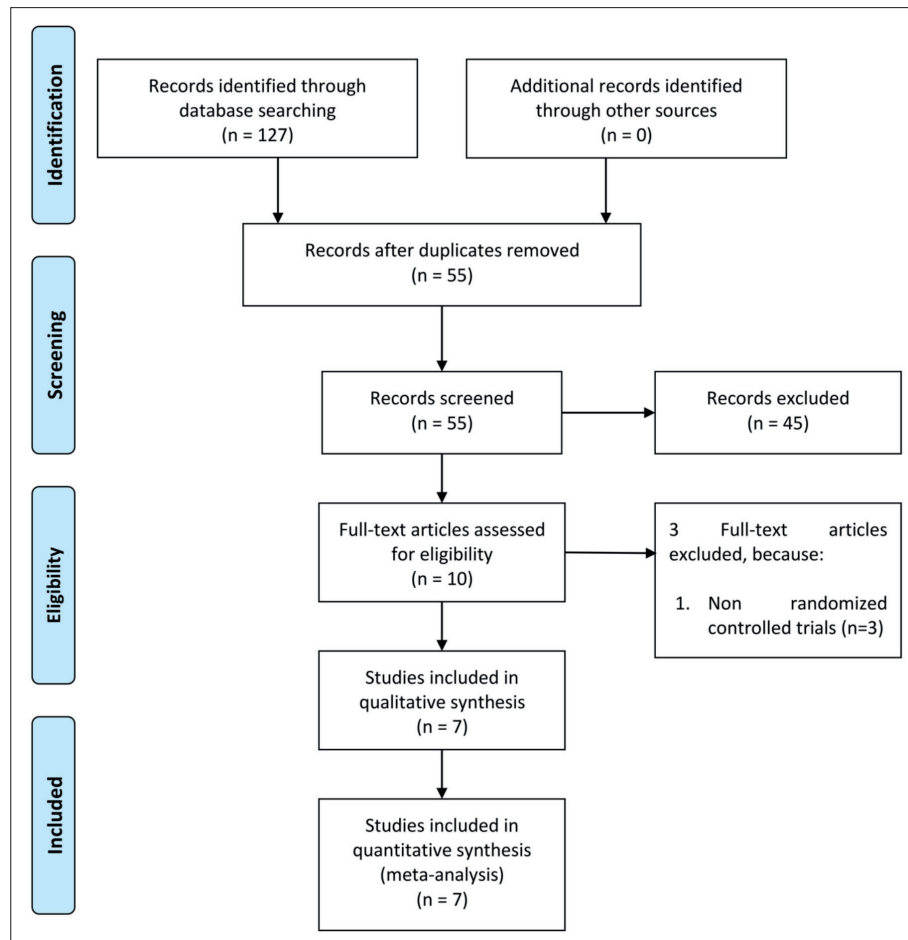 Identification
Records identified through
database searching
(n = 127)
Additional records identified
through other sources
(n = 0)
Records after duplicates removed
(n = 55)
Screening
Records screened
(n = 55)
Records excluded
(n = 45)
Eligibility
Full-text articles assessed
for eligibility
(n = 10)
3 Full-text articles
excluded, because:
1. Non randomized
controlled trials (n=3)
Studies included in
qualitative synthesis
(n = 7)
Included
Studies included in
quantitative synthesis
(meta-analysis)
(n = 7)